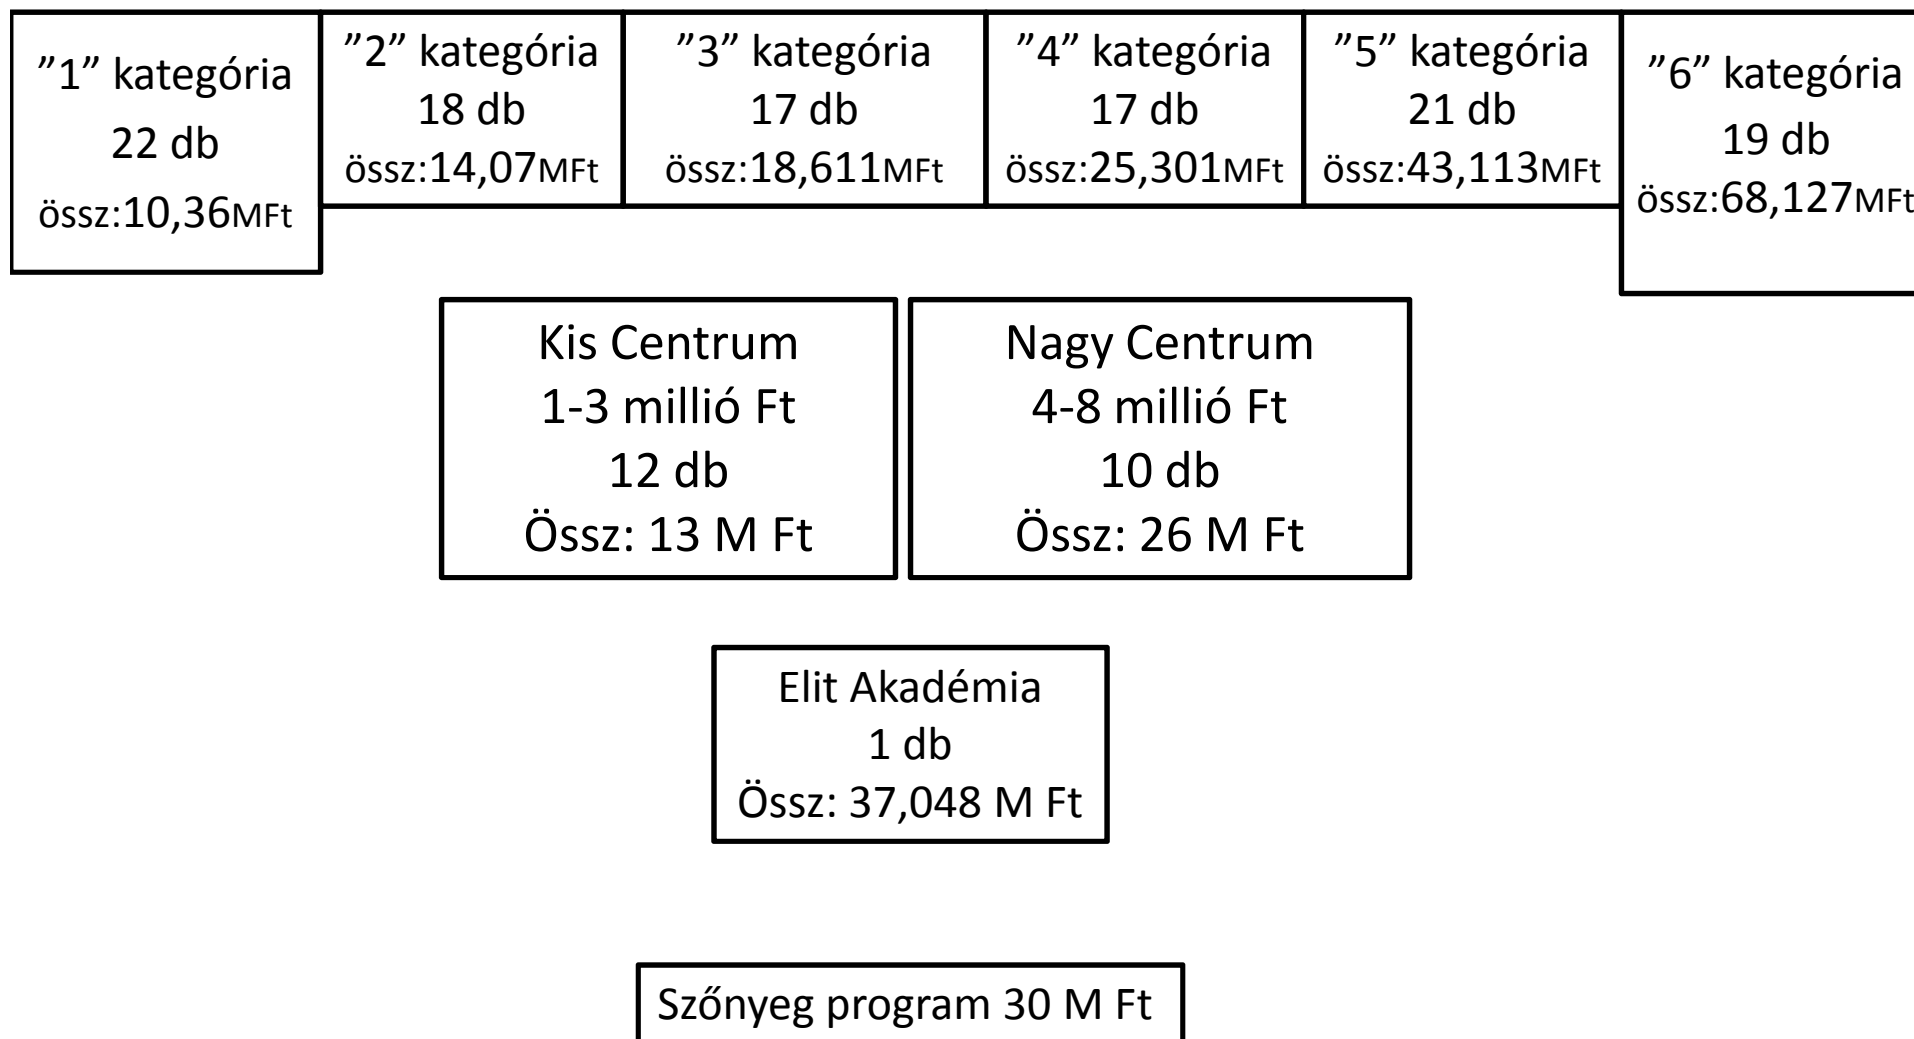 ”1” kategória
22 db
össz:10,36MFt
”2” kategória
18 db
össz:14,07MFt
”3” kategória
17 db
össz:18,611MFt
”4” kategória
17 db
össz:25,301MFt
”5” kategória
21 db
össz:43,113MFt
”6” kategória
19 db
össz:68,127MFt
Kis Centrum
1-3 millió Ft
12 db
Össz: 13 M Ft
Nagy Centrum
4-8 millió Ft
10 db
Össz: 26 M Ft
Elit Akadémia
1 db
Össz: 37,048 M Ft
Szőnyeg program 30 M Ft